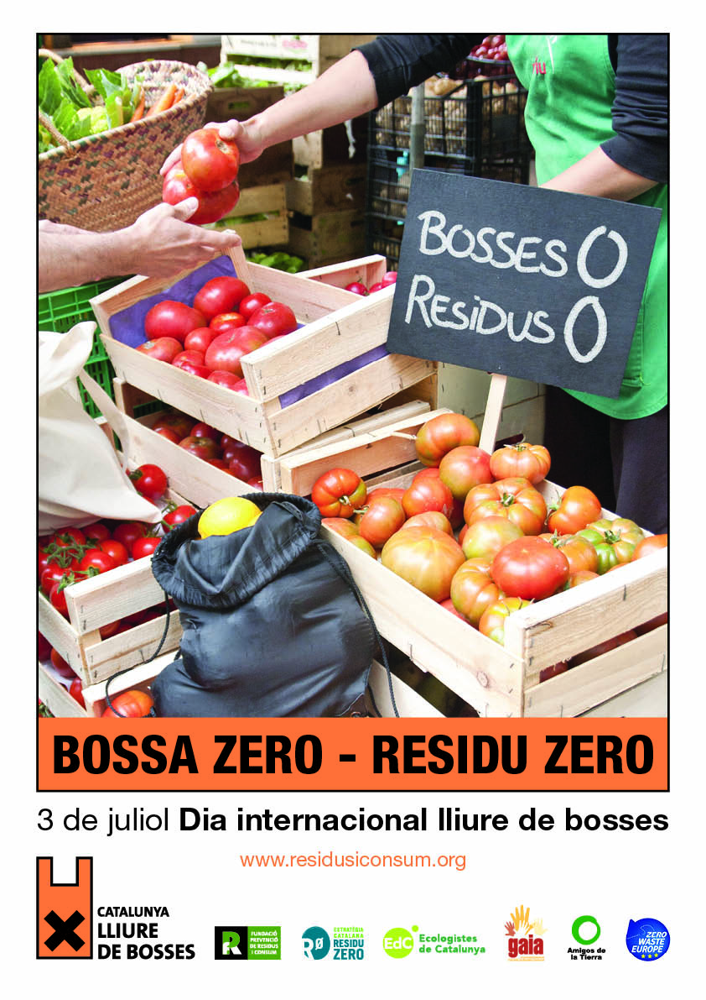 BOSSES 0
RESiDUS 0
BOSSA ZERO - RESIDU ZERO
3 de juliol Dia internacional lliure de bosses
www.residusiconsum.org
CATALUNYA
LLIURE
DE BOSSES
FUNDACIÓ
PREVENCIÓ
DE RESIDUS
I CONSUM
RØ
ESTRATÈGIA
CATALANA
RESIDU
ZERO
EdC
Ecologistes
de Catalunya
gaia
Amigos de
la Tierra
ZERO
WASTE
EUROPE